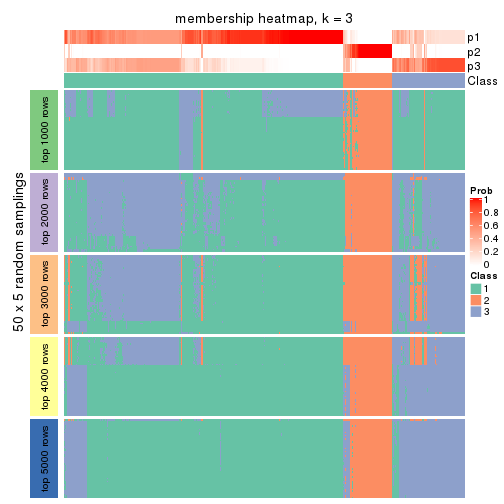 membership heatmap, k = 3
p1
p2
p3
Class
50 x 5 random samplings
top 1000 rows
top 2000 rows
top 3000 rows
top 4000 rows
top 5000 rows
Prob
1
0.8
0.6
0.4
0.2
0
Class
1
2
3